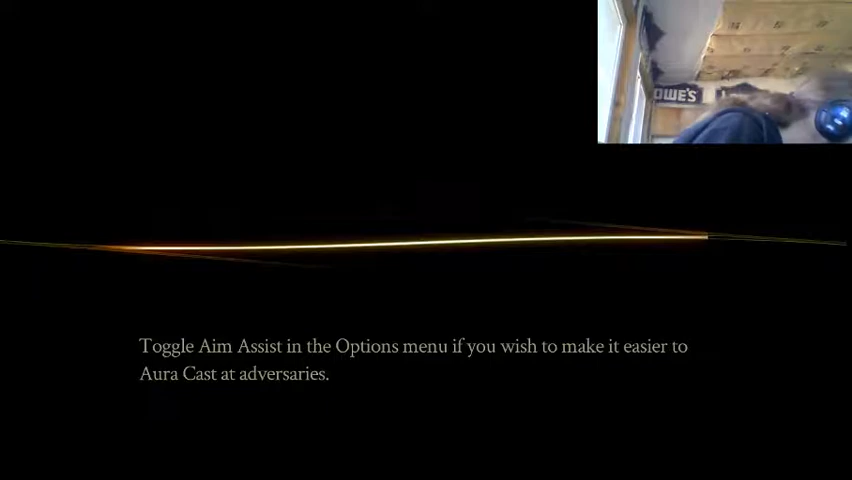 OWE'S
Toggle Aim Assist in the Options menu if you wish to make it easier to
Aura Cast at adversaries.